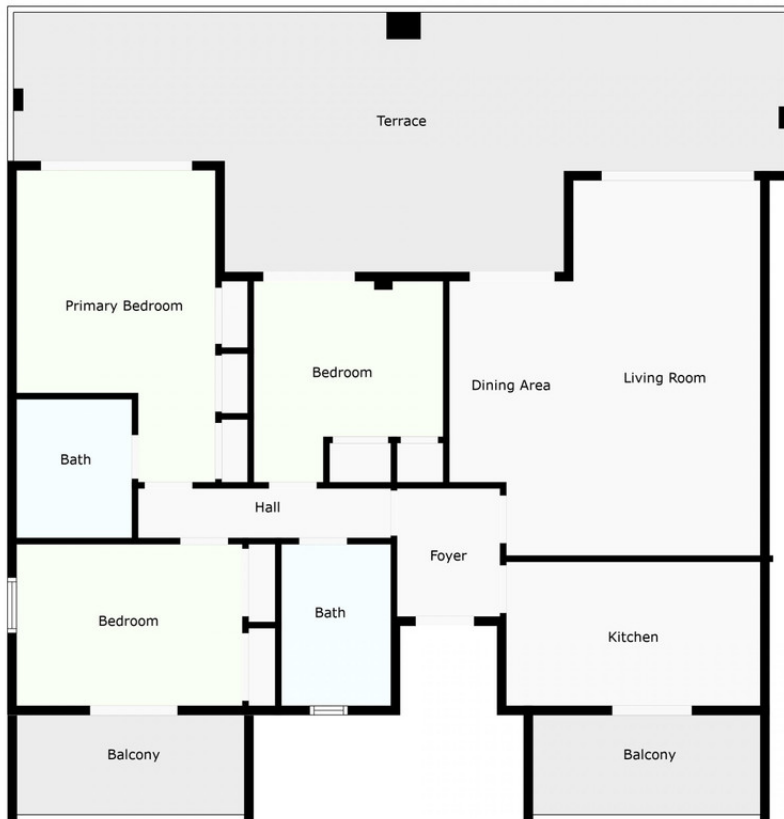 Terrace
Primary Bedroom
Bedroom
Dining Area
Living Room
Bath
Hall
Foyer
Bedroom
Bath
Kitchen
Balcony
Balcony